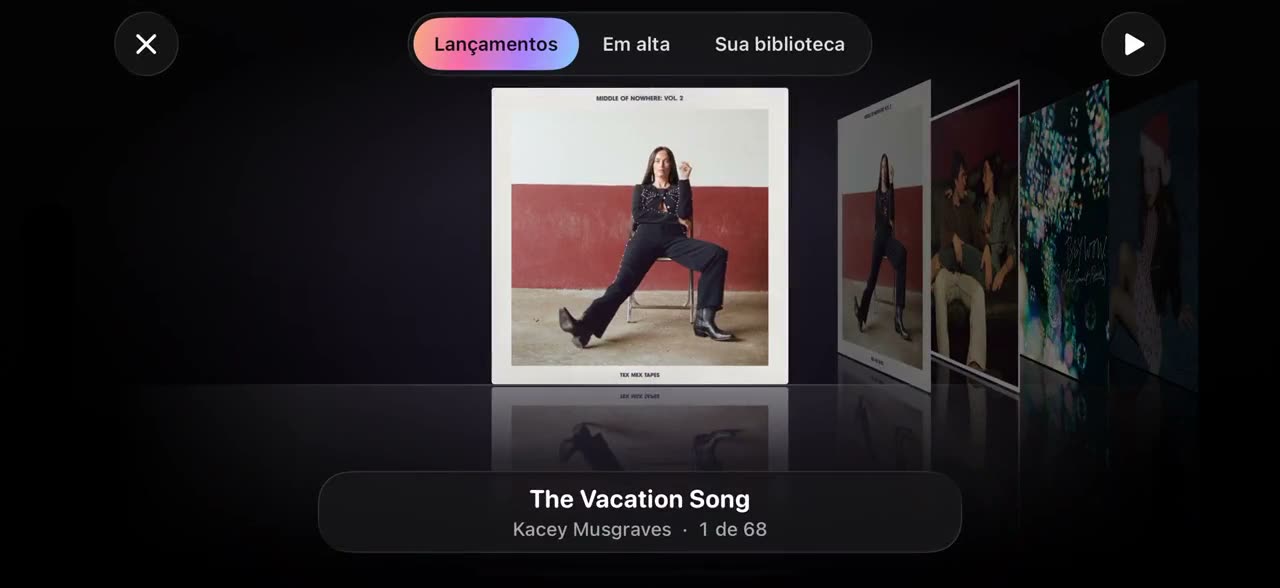 Lançamentos
Em alta
Sua biblioteca
MIDDLE OF NOWHERE: VOL. 2
TEX MEX TAPES
The Vacation Song
Kacey Musgraves · 1 de 68